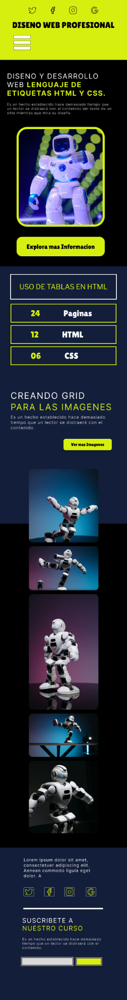 DISENO WEB PROFESIONAL
DISENO Y DESARROLLO
WEB LENGUAJE DE
ETIQUETAS HTML Y CSS.
Es un hecho establecido hace demasiado tiempo que
un lector se distraerá con el contenido del texto de un
sitio mientras que mira su diseño.
Bot
Explora mas Informacion
USO DE TABLAS EN HTML
24 Paginas
12 HTML
06 CSS
CREANDO GRID
PARA LAS IMAGENES
Es un hecho establecido hace demasiado
tiempo que un lector se distraerá con el
contenido.
Ver mas Imagenes
Lorem ipsum dolor sit amet,
consectetuer adipiscing elit.
Aenean commodo ligula eget
dolor. A
SUSCRIBETE A
NUESTRO CURSO
Es un hecho establecido hace demasiado
tiempo que un lector se distraerá con el
contenido.